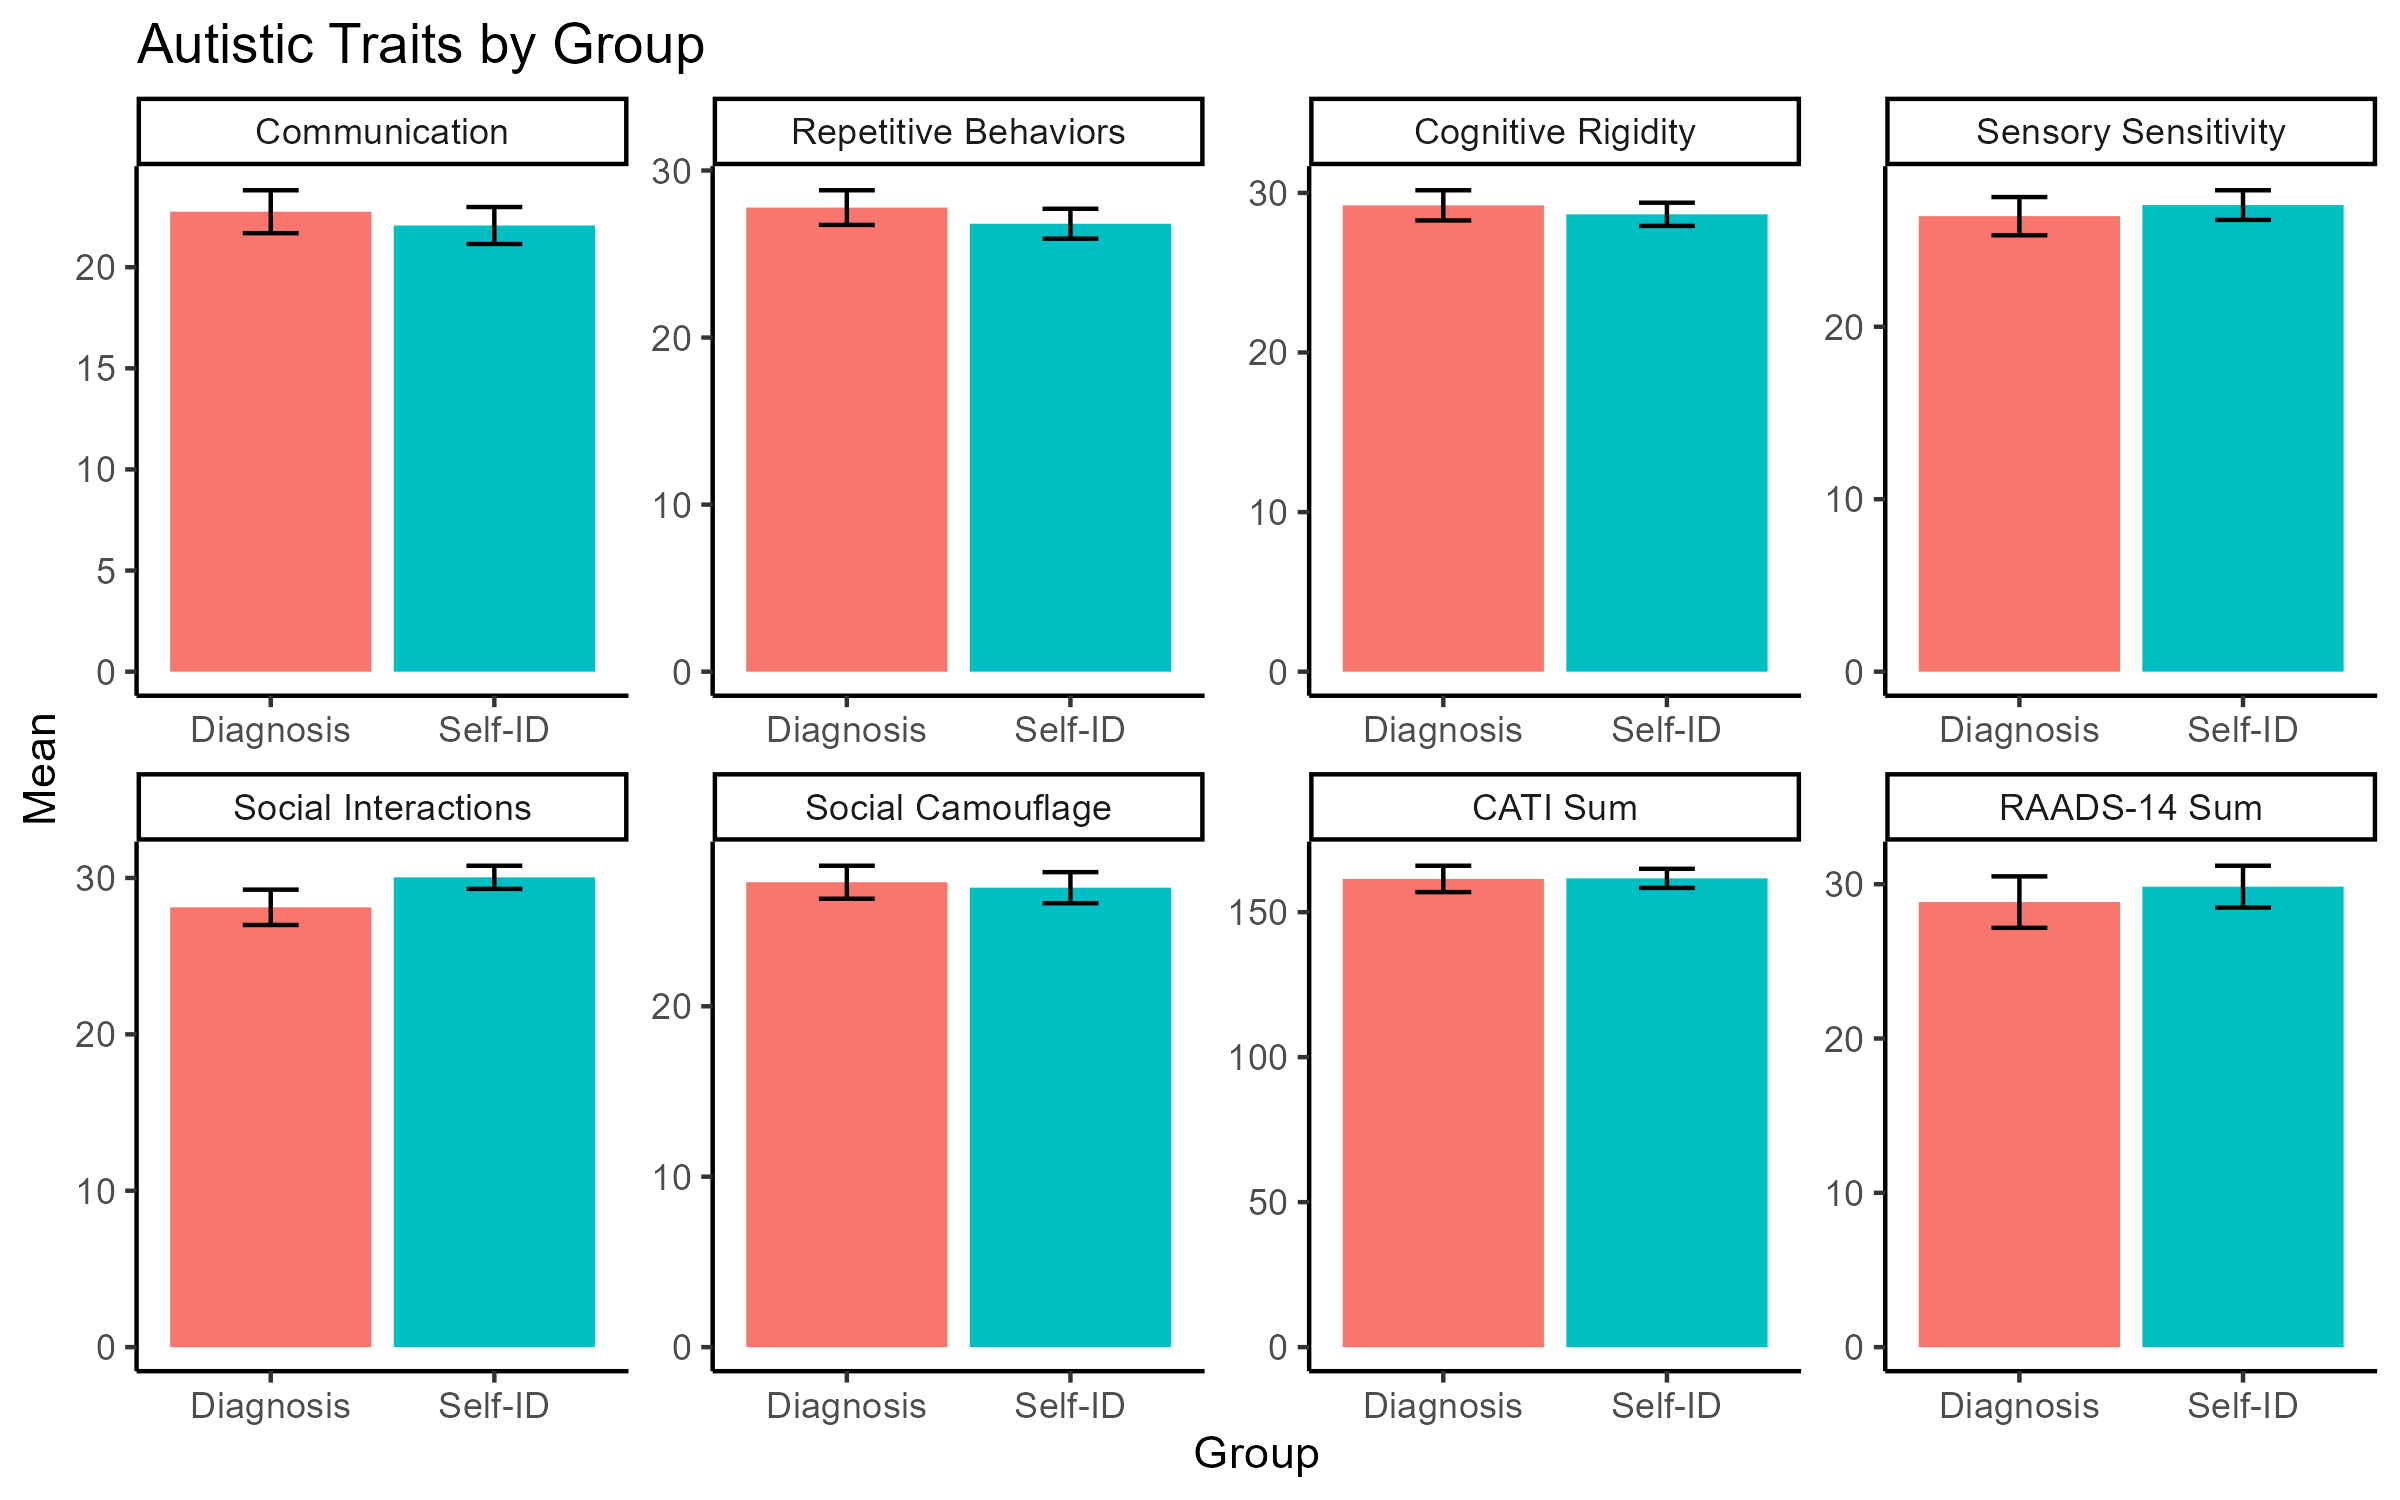 Autistic Traits by Group
Communication
Repetitive Behaviors
Cognitive Rigidity
Sensory Sensitivity
20
15
10
5
0
30
20
10
0
30
20
10
0
20
10
0
Diagnosis Self-ID
Diagnosis Self-ID
Diagnosis Self-ID
Diagnosis Self-ID
Mean
Social Interactions
Social Camouflage
CATI Sum
RAADS-14 Sum
30
20
10
0
20
10
0
150
100
50
0
30
20
10
0
Diagnosis Self-ID
Diagnosis Self-ID
Diagnosis Self-ID
Diagnosis Self-ID
Group